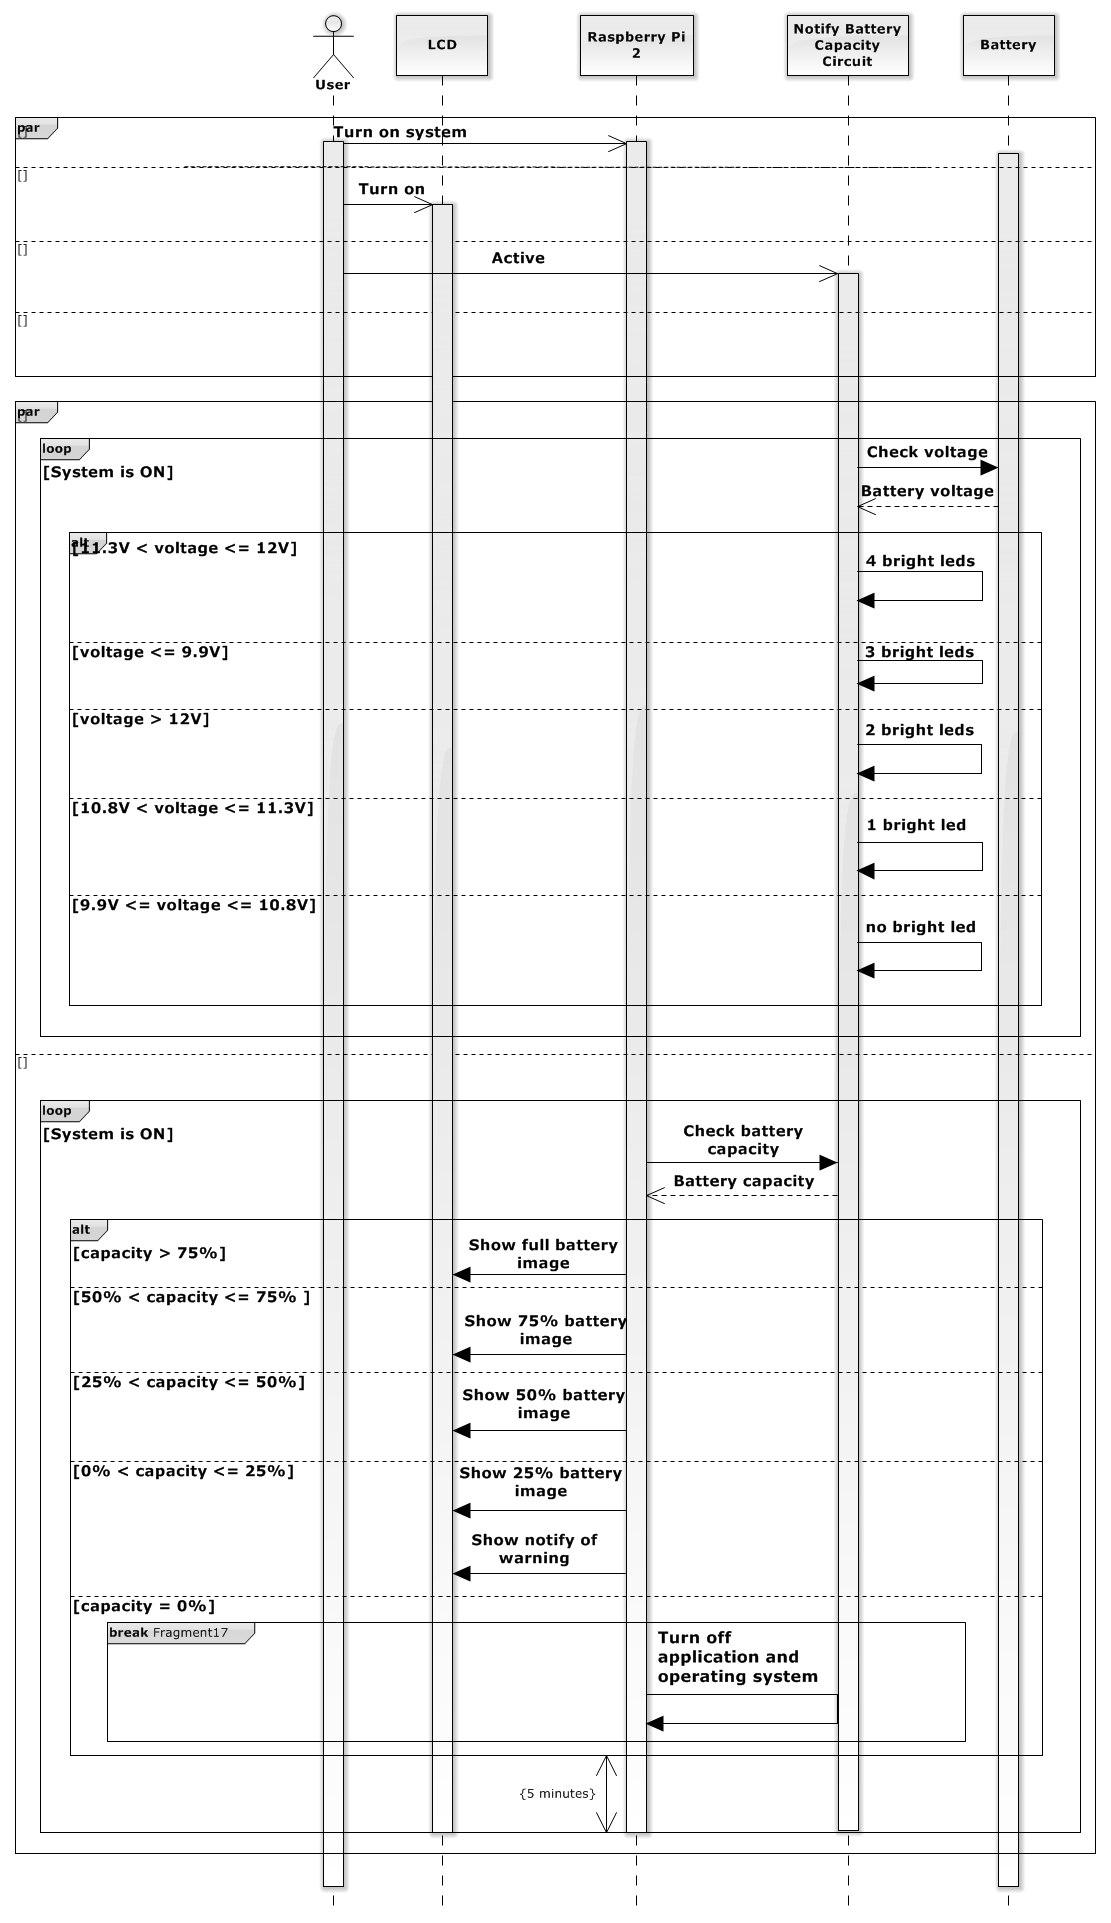 User
LCD
Raspberry Pi
2
Notify Battery
Capacity
Circuit
Battery
par
[]
Turn on system
[]
Turn on
[]
Active
[]
par
[]
loop
[System is ON]
Check voltage
Battery voltage
alt
[11.3V < voltage <= 12V]
4 bright leds
[voltage <= 9.9V]
3 bright leds
[voltage > 12V]
2 bright leds
[10.8V < voltage <= 11.3V]
1 bright led
[9.9V <= voltage <= 10.8V]
no bright led
[]
loop
[System is ON]
Check battery
capacity
Battery capacity
alt
[capacity > 75%]
Show full battery
image
[50% < capacity <= 75% ]
Show 75% battery
image
[25% < capacity <= 50%]
Show 50% battery
image
[0% < capacity <= 25%]
Show 25% battery
image
Show notify of
warning
[capacity = 0%]
break Fragment17
Turn off
application and
operating system
{5 minutes}